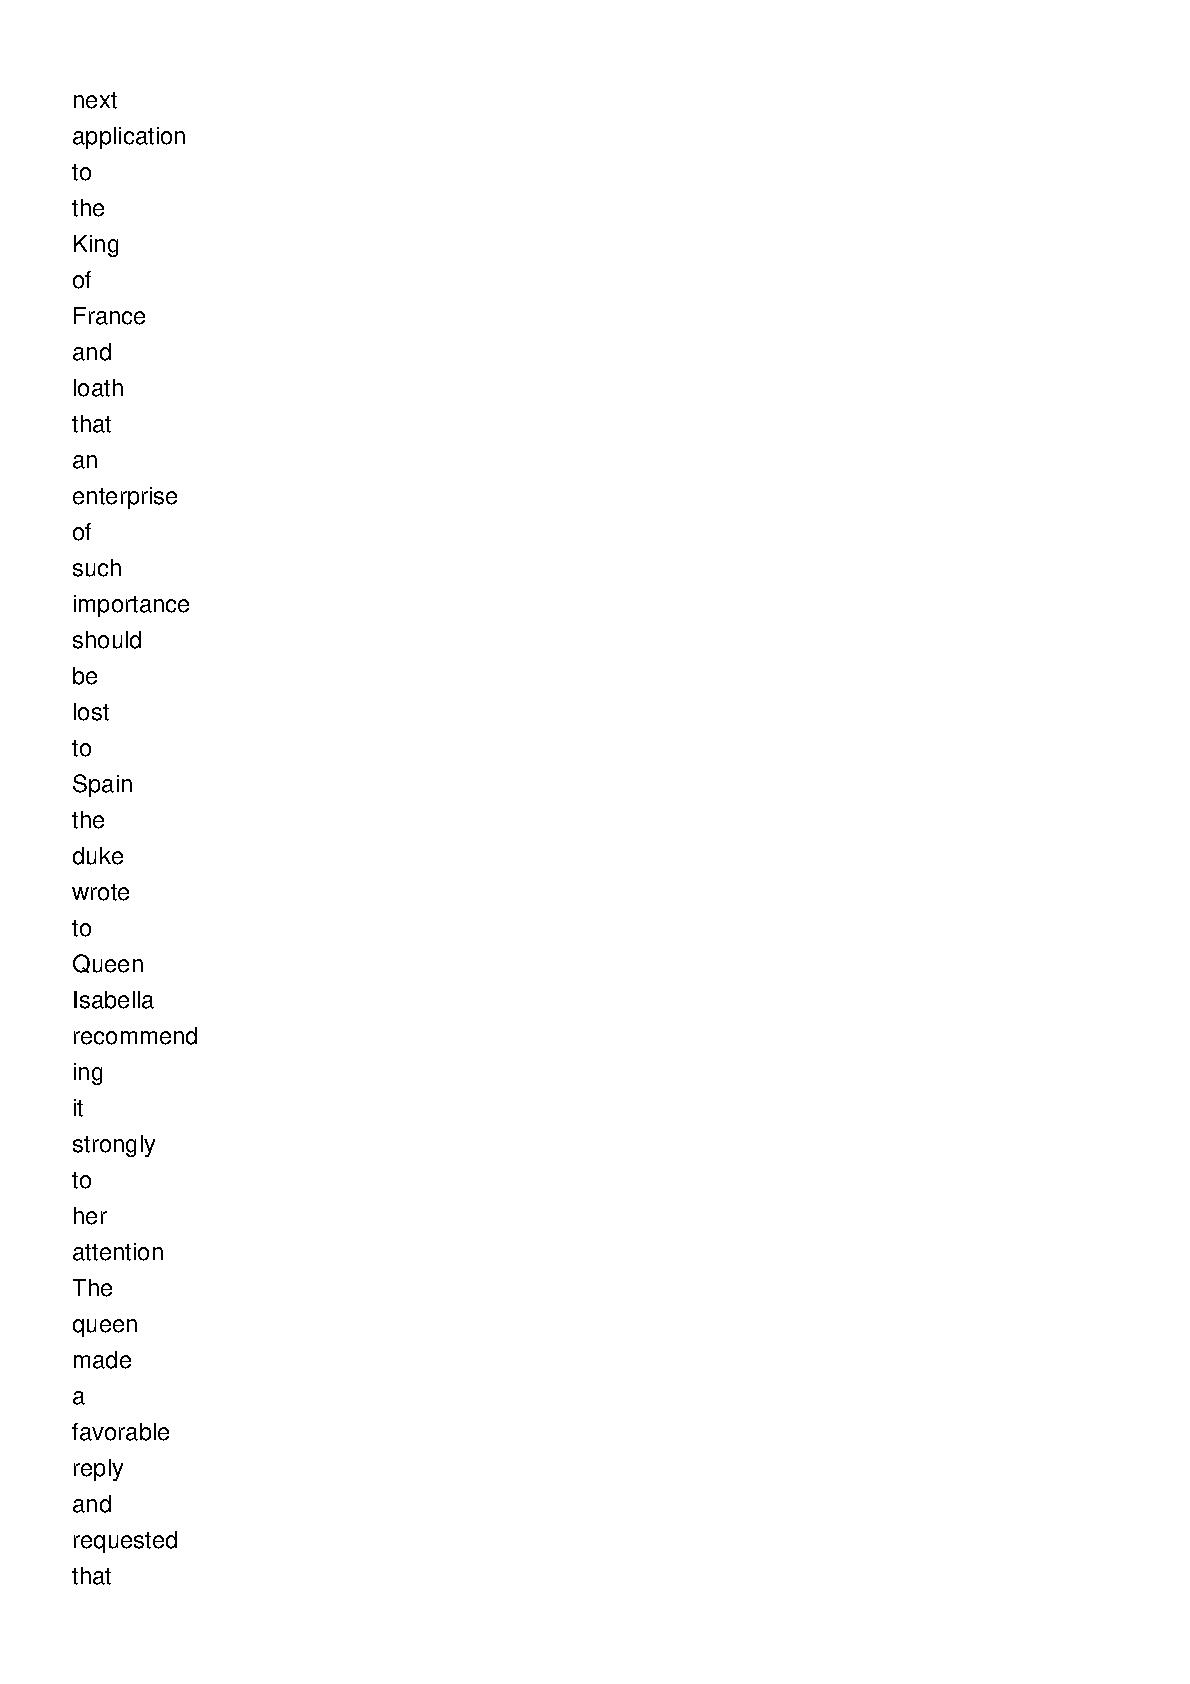 next
application
to
the
King
of
France
and
loath
that
an
enterprise
of
such
importance
should
be
lost
to
Spain
the
duke
wrote
to
Queen
Isabella
recommend
ing
it
strongly
to
her
attention
The
queen
made
a
favorable
reply
and
requested
that